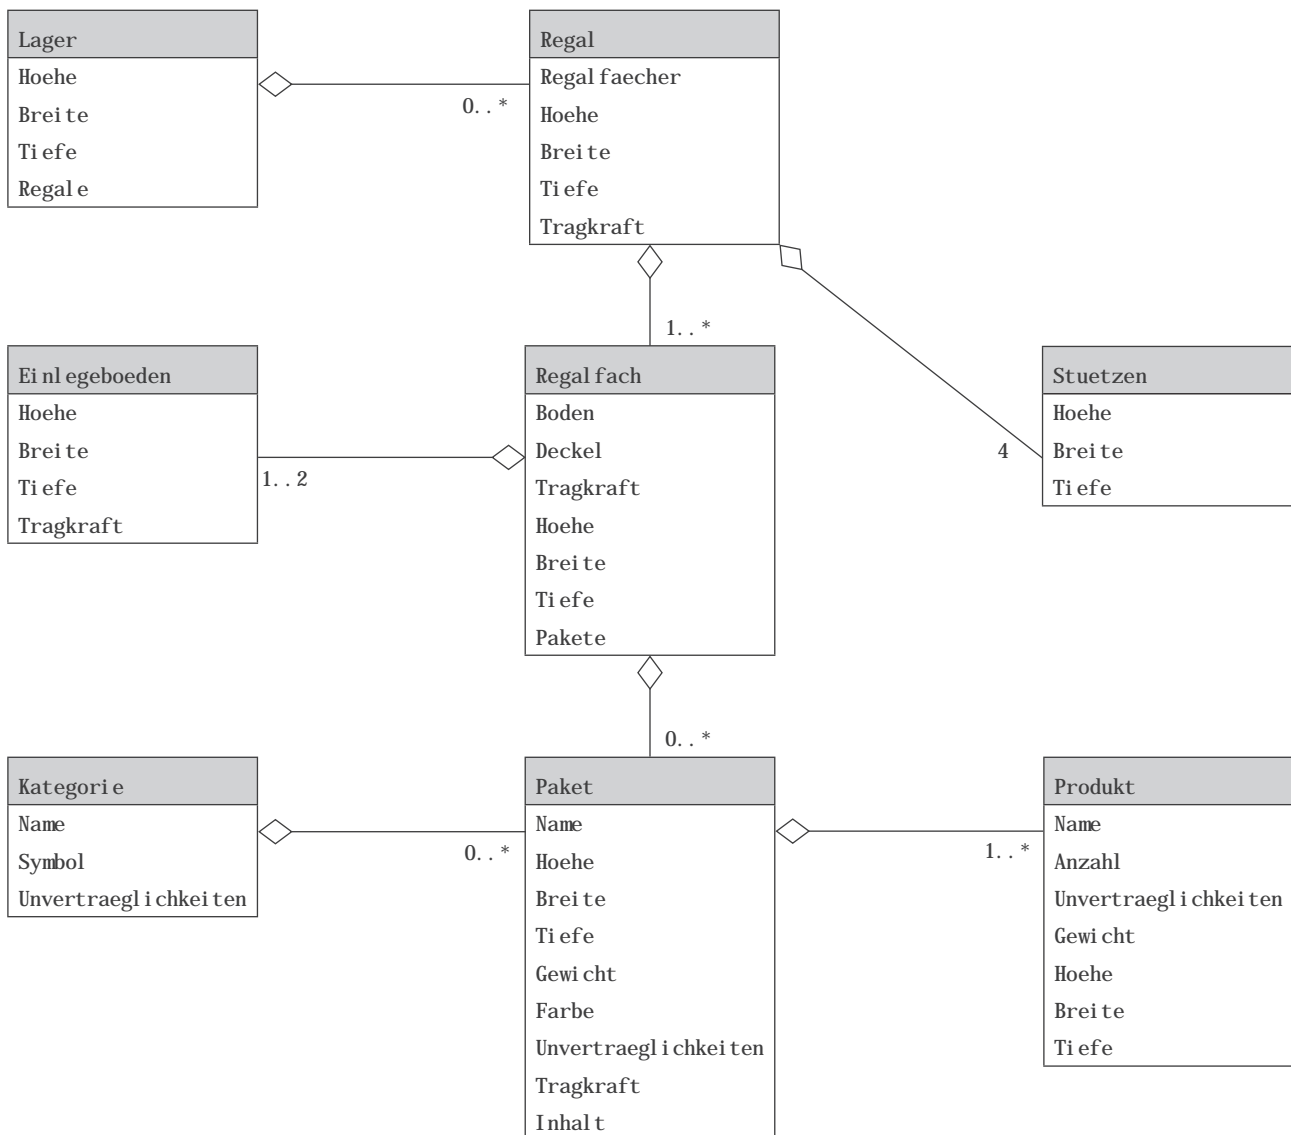 Lager
Hoehe
Breite
Tiefe
Regale
0..*
Regal
Regalfaecher
Hoehe
Breite
Tiefe
Tragkraft
1..*
4
Einlegeboeden
Hoehe
Breite
Tiefe
Tragkraft
1..2
Regalfach
Boden
Deckel
Tragkraft
Hoehe
Breite
Tiefe
Pakete
0..*
Stuetzen
Hoehe
Breite
Tiefe
Kategorie
Name
Symbol
Unvertraeglichkeiten
0..*
Paket
Name
Hoehe
Breite
Tiefe
Gewicht
Farbe
Unvertraeglichkeiten
Tragkraft
Inhalt
1..*
Produkt
Name
Anzahl
Unvertraeglichkeiten
Gewicht
Hoehe
Breite
Tiefe